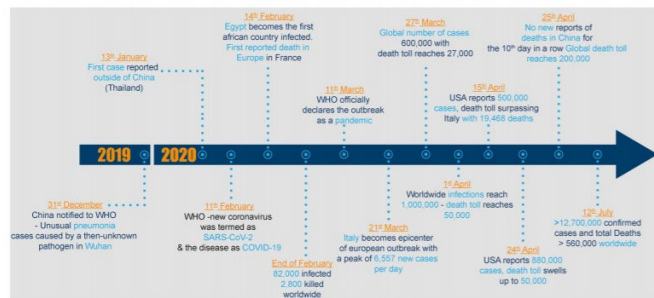 13th January
First case reported
outside of China
(Thailand)
14th February
Egypt becomes the first
african country infected.
First reported death in
Europe in France
11th March
WHO officially
declares the outbreak
as a pandemic
27th March
Global number of cases
600,000 with
death toll reaches 27,000
15th April
USA reports 500,000
cases, death toll surpassing
Italy with 19,468 deaths
25th April
No new reports of
deaths in China for
the 10th day in a row Global death toll
reaches 200,000
2019 2020
31st December
China notified to WHO
- Unusual pneumonia
cases caused by a then-unknown
pathogen in Wuhan
11th February
WHO -new coronavirus
was termed as
SARS-CoV-2
& the disease as COVID-19
End of February
82,000 infected
2,800 killed
worldwide
21st March
Italy becomes epicenter
of european outbreak with
a peak of 6,557 new cases
per day
1st April
Worldwide infections reach
1,000,000 - death toll reaches
50,000
24th April
USA reports 880,000
cases, death toll swells
up to 50,000
12th July
>12,700,000 confirmed
cases and total Deaths
> 560,000 worldwide